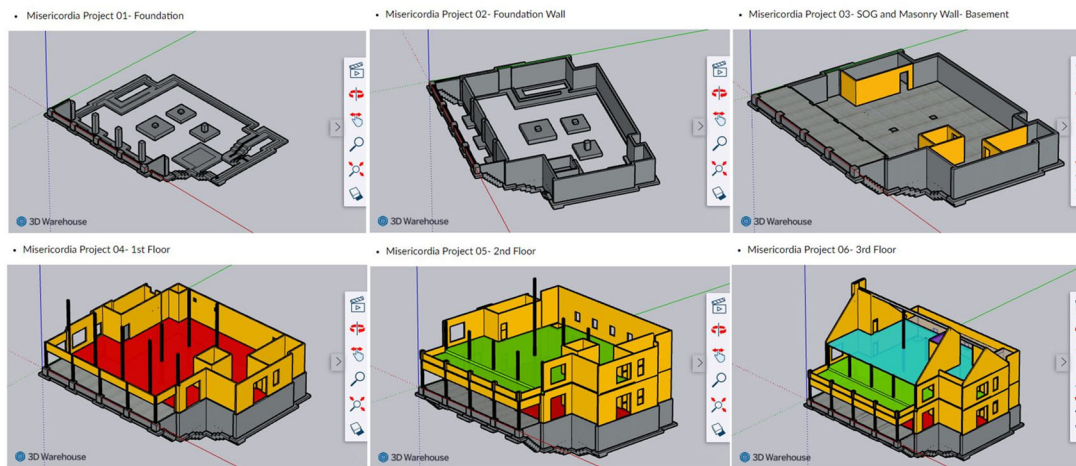 Misericordia Project 01- Foundation
Misericordia Project 02- Foundation Wall
Misericordia Project 03- SOG and Masonry Wall- Basement
3D Warehouse
3D Warehouse
3D Warehouse
Misericordia Project 04- 1st Floor
Misericordia Project 05- 2nd Floor
Misericordia Project 06- 3rd Floor
3D Warehouse
3D Warehouse
3D Warehouse